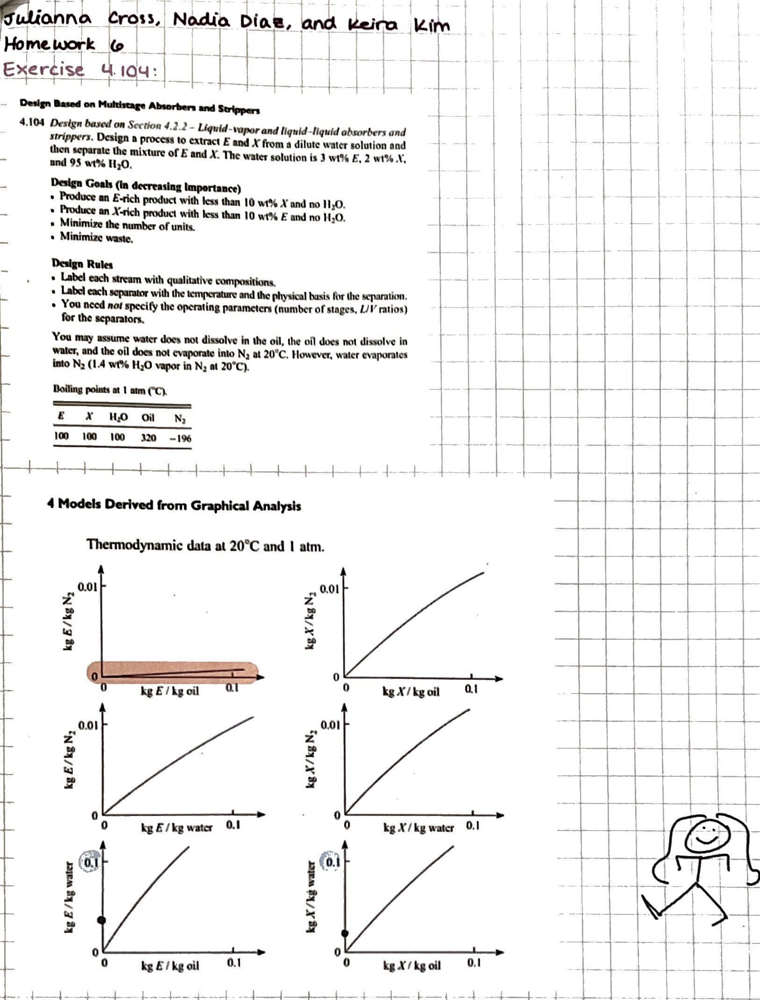 Julianna Cross, Nadia Diaz, and Keira Kim
Homework 6
Exercise 4.104:
Design Based on Multistage Absorbers and Strippers
4.104 Design based on Section 4.2.2 – Liquid-vapor and liquid–liquid absorbers and
strippers. Design a process to extract E and X from a dilute water solution and
then separate the mixture of E and X. The water solution is 3 wt% E, 2 wt% X,
and 95 wt% H₂O.
Design Goals (in decreasing importance)
• Produce an E-rich product with less than 10 wt% X and no H₂O.
• Produce an X-rich product with less than 10 wt% E and no H₂O.
• Minimize the number of units.
• Minimize waste.
Design Rules
• Label each stream with qualitative compositions.
• Label each separator with the temperature and the physical basis for the separation.
• You need not specify the operating parameters (number of stages, L/V ratios)
for the separators.
You may assume water does not dissolve in the oil, the oil does not dissolve in
water, and the oil does not evaporate into N₂ at 20°C. However, water evaporates
into N₂ (1.4 wt% H₂O vapor in N₂ at 20°C).
Boiling points at 1 atm (°C).
E X H₂O Oil N₂
100 100 100 320 −196
4 Models Derived from Graphical Analysis
Thermodynamic data at 20°C and 1 atm.
0.01
kg E / kg N₂
0
0
kg E / kg oil
0.1
0.01
kg X / kg N₂
0
0
kg X / kg oil
0.1
0.01
kg E / kg N₂
0
0
kg E / kg water
0.1
0.01
kg X / kg N₂
0
0
kg X / kg water
0.1
0.1
kg E / kg water
0
0
kg E / kg oil
0.1
0.1
kg X / kg water
0
0
kg X / kg oil
0.1